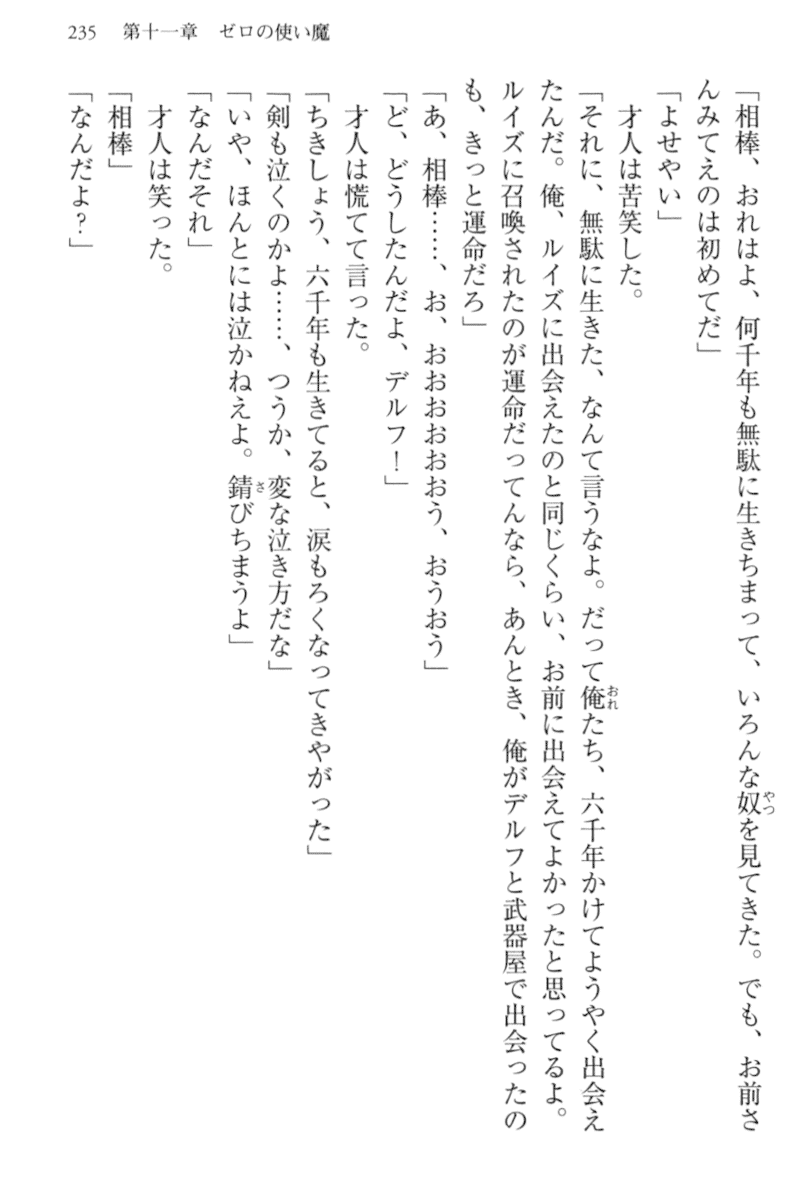 235 第十一章 ゼロの使い魔
「相棒、おれはよ、何千年も無駄に生きちまって、いろんな奴を見てきた。でも、お前さ
んみてえのは初めてだ」
「よせやい」
才人は苦笑した。
「それに、無駄に生きた、なんて言うなよ。だって俺たち、六千年かけてようやく出会え
たんだ。俺、ルイズに出会えたのと同じくらい、お前に出会えてよかったと思ってるよ。
ルイズに召喚されたのが運命だってんなら、あんとき、俺がデルフと武器屋で出会ったの
も、きっと運命だろ」
「あ、相棒……、お、おおおおおおう、おうおう」
「ど、どうしたんだよ、デルフ！」
才人は慌てて言った。
「ちきしょう、六千年も生きてると、涙もろくなってきやがった」
「剣も泣くのかよ……、つうか、変な泣き方だな」
「いや、ほんとには泣かねえよ。錆びちまうよ」
「なんだそれ」
才人は笑った。
「相棒」
「なんだよ？」